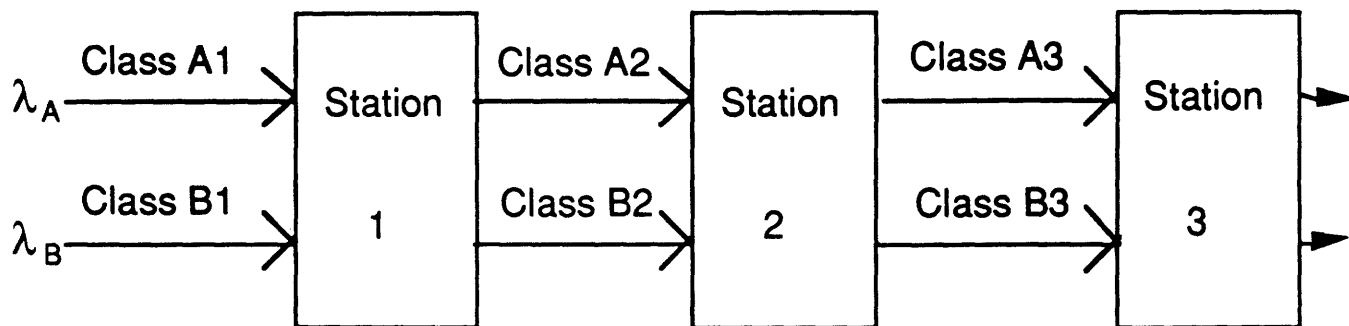 Class A1
Class A2
Class A3
λA
Station
Station
Station
Class B1
Class B2
Class B3
λB
1
2
3